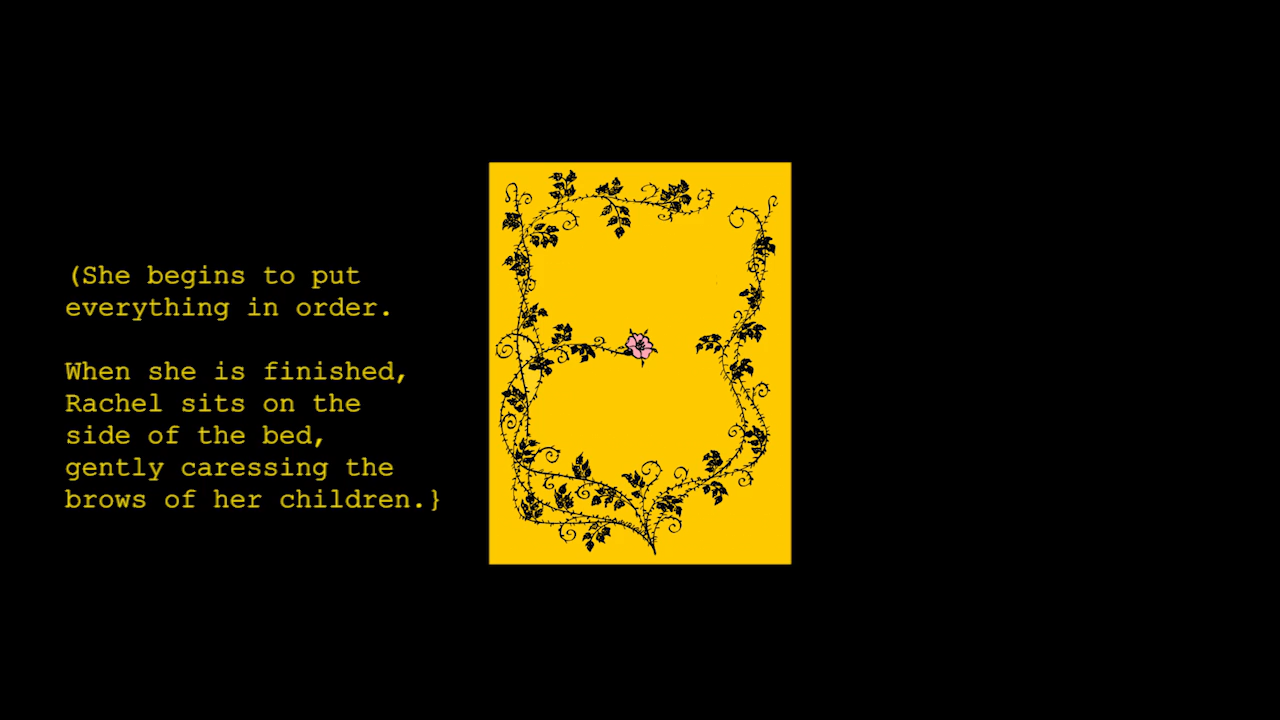 (She begins to put
everything in order.
When she is finished,
Rachel sits on the
side of the bed,
gently caressing the
brows of her children.}